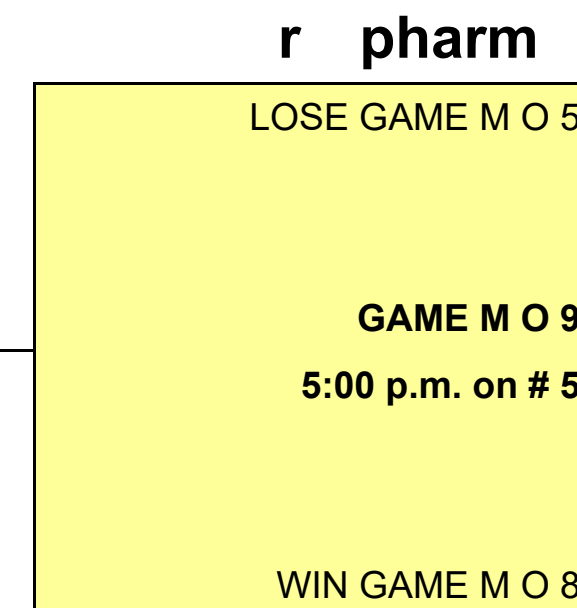 r pharm
LOSE GAME M O 5
GAME M O 9
5:00 p.m. on # 5
WIN GAME M O 8